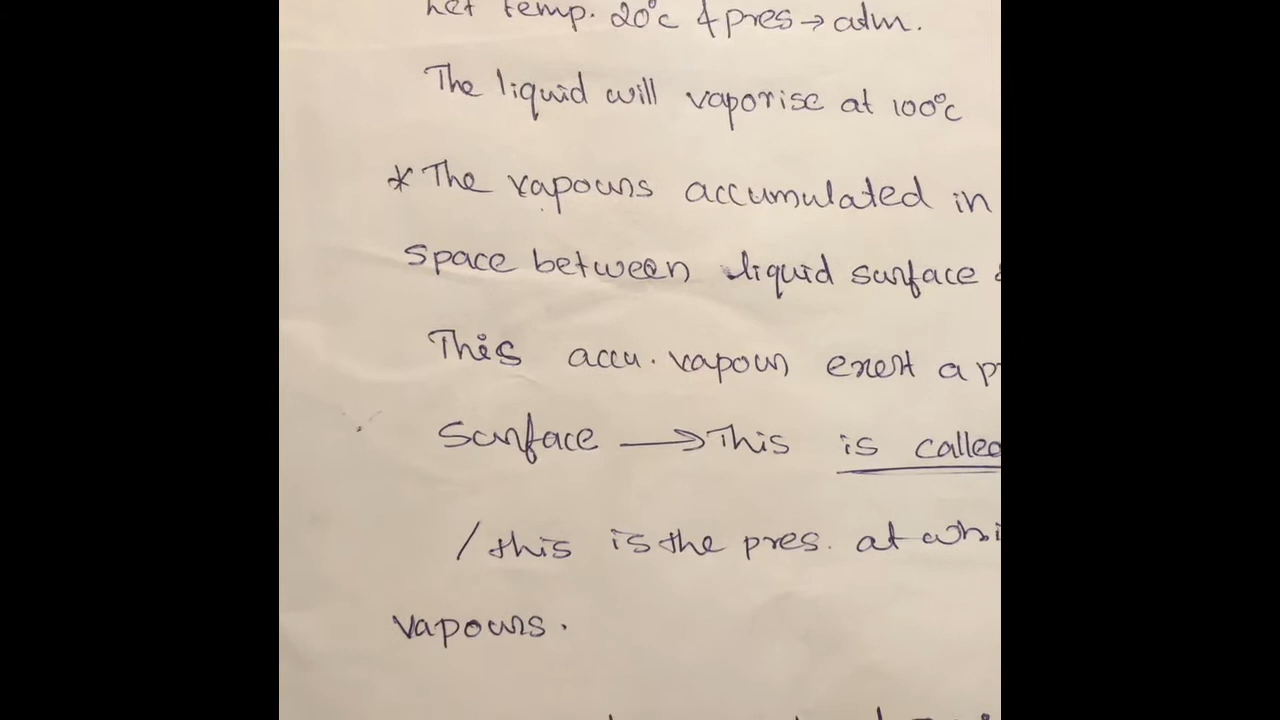 temp. 20°c & pres → atm.
The liquid will vaporise at 100°c
* The vapours accumulated in
space between liquid surface
This accu. vapour exert a
Surface → This is called
/ this is the pres. at
vapours.